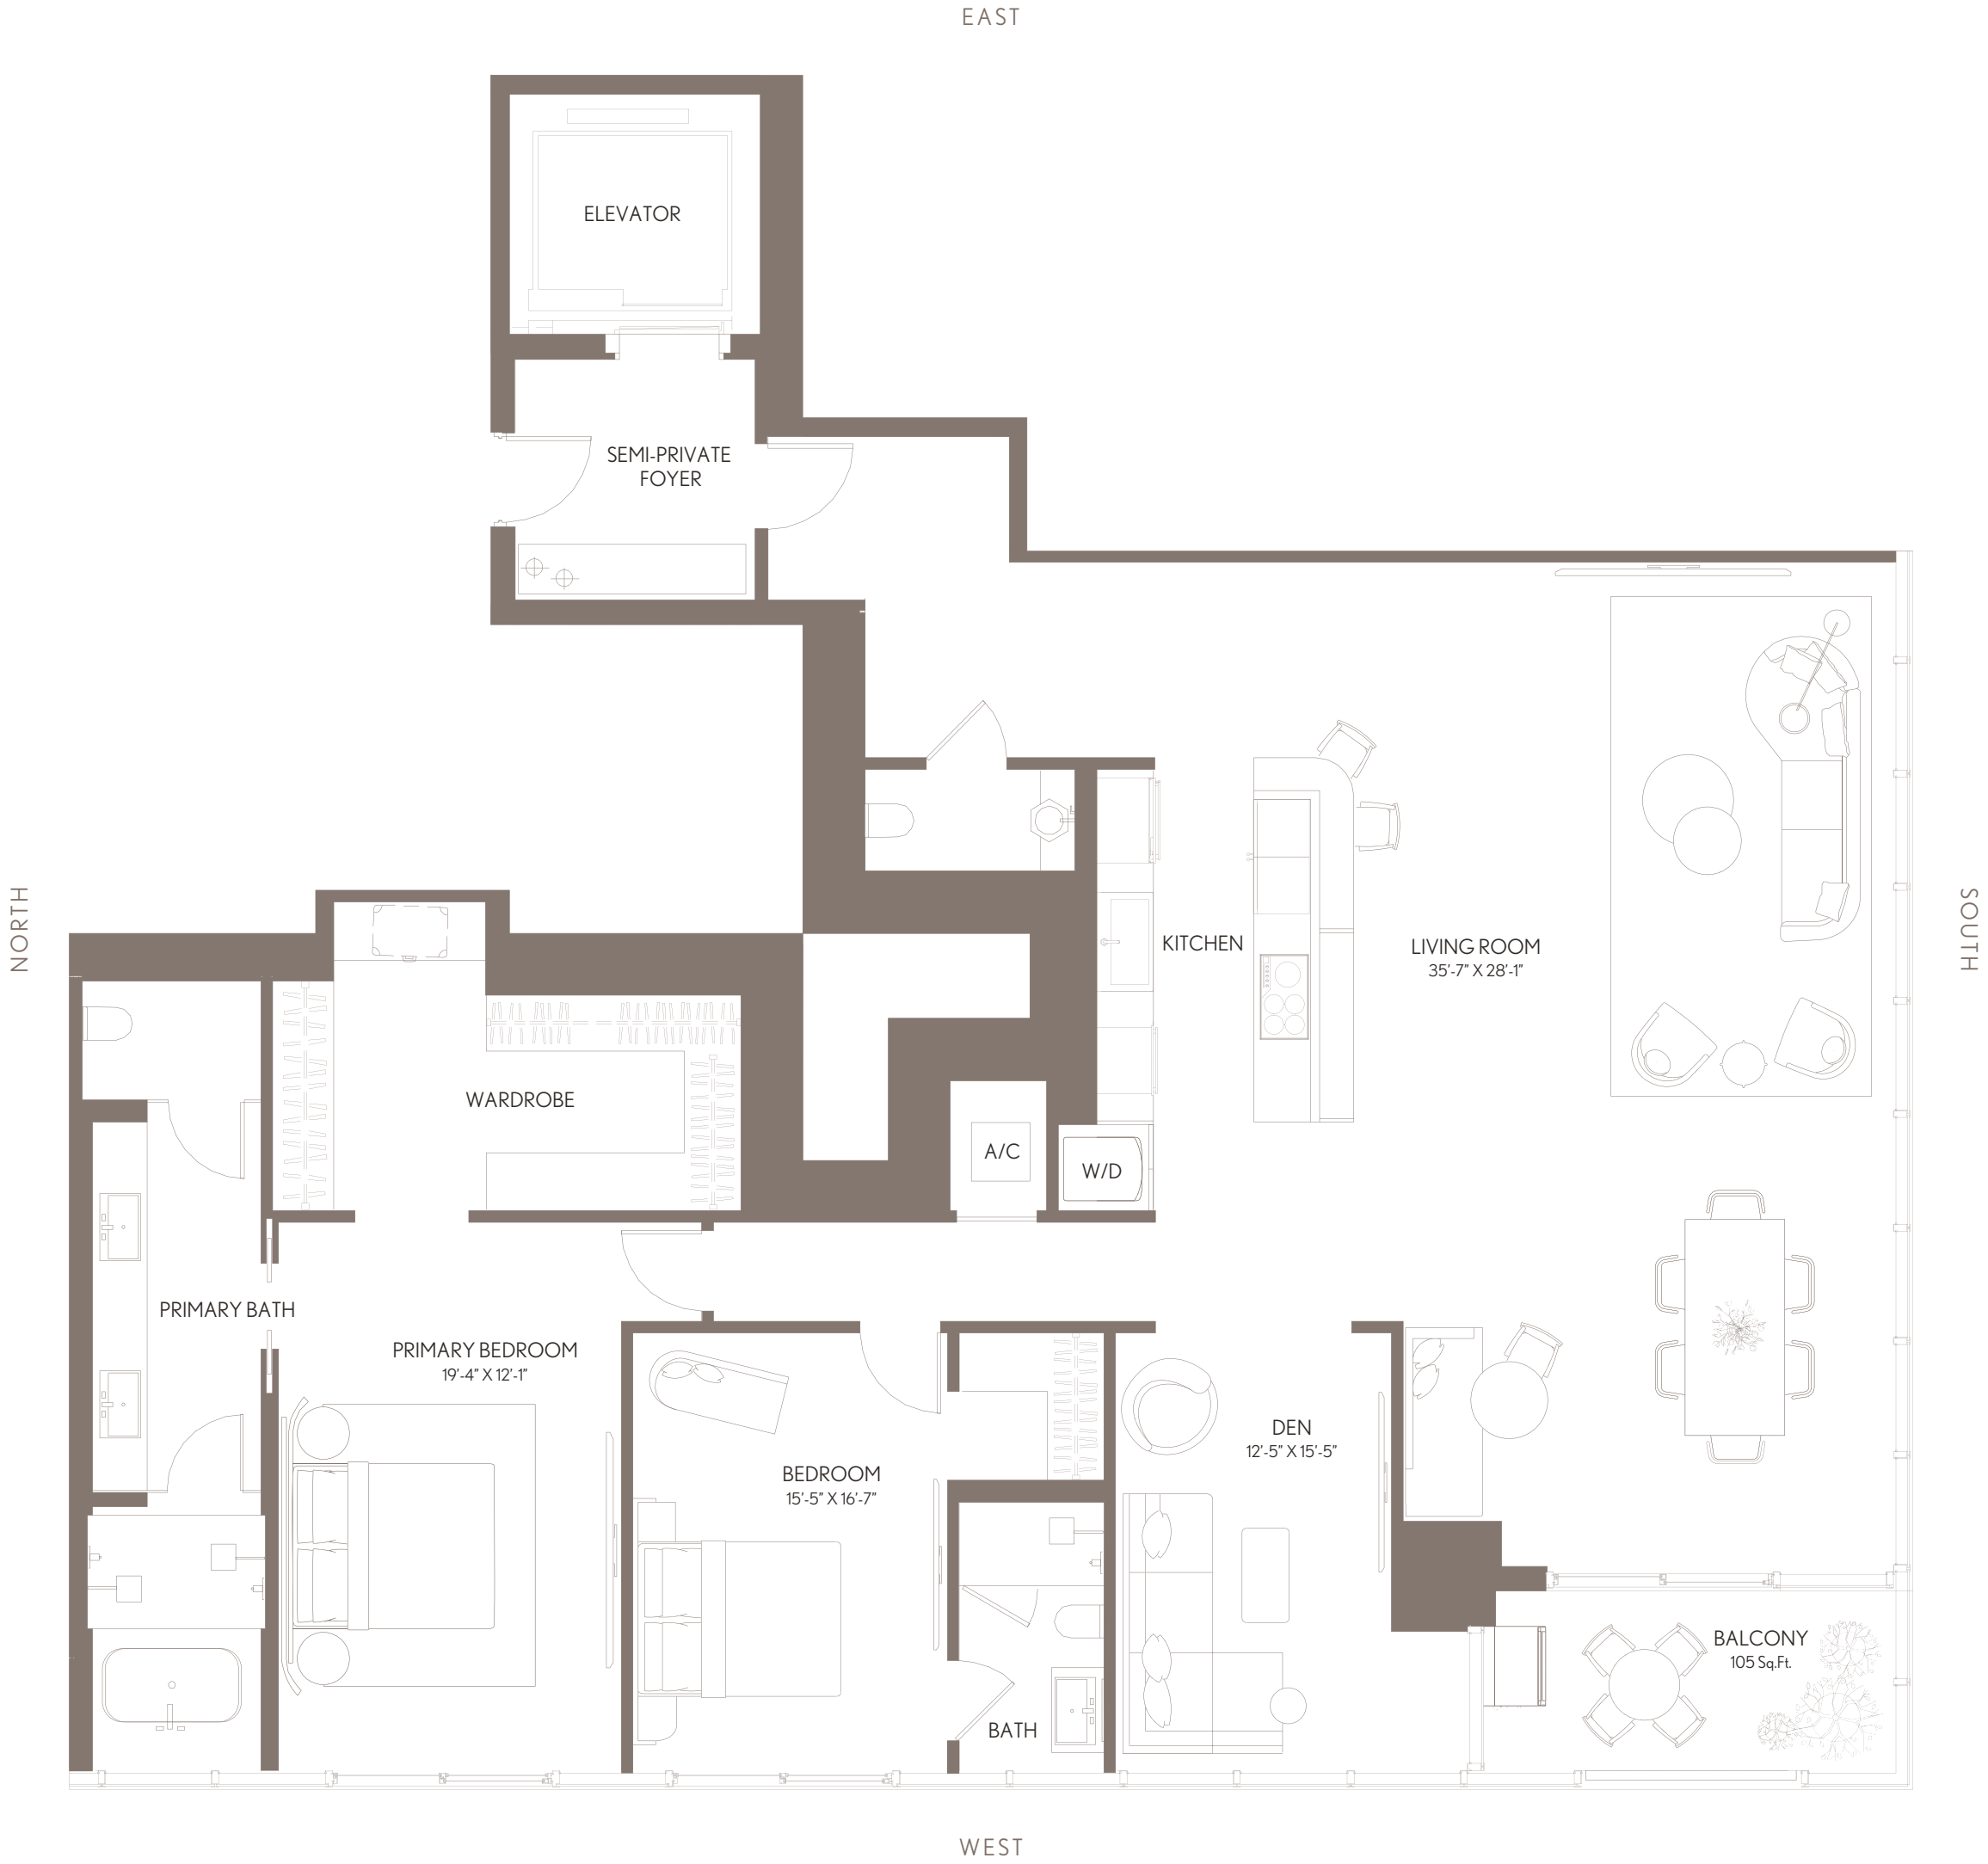 EAST
ELEVATOR
SEMI-PRIVATE
FOYER
NORTH
SOUTH
KITCHEN
LIVING ROOM
35'-7" X 28'-1"
WARDROBE
A/C
W/D
PRIMARY BATH
PRIMARY BEDROOM
19'-4" X 12'-1"
DEN
12'-5" X 15'-5"
BEDROOM
15'-5" X 16'-7"
BALCONY
105 Sq.Ft.
BATH
WEST